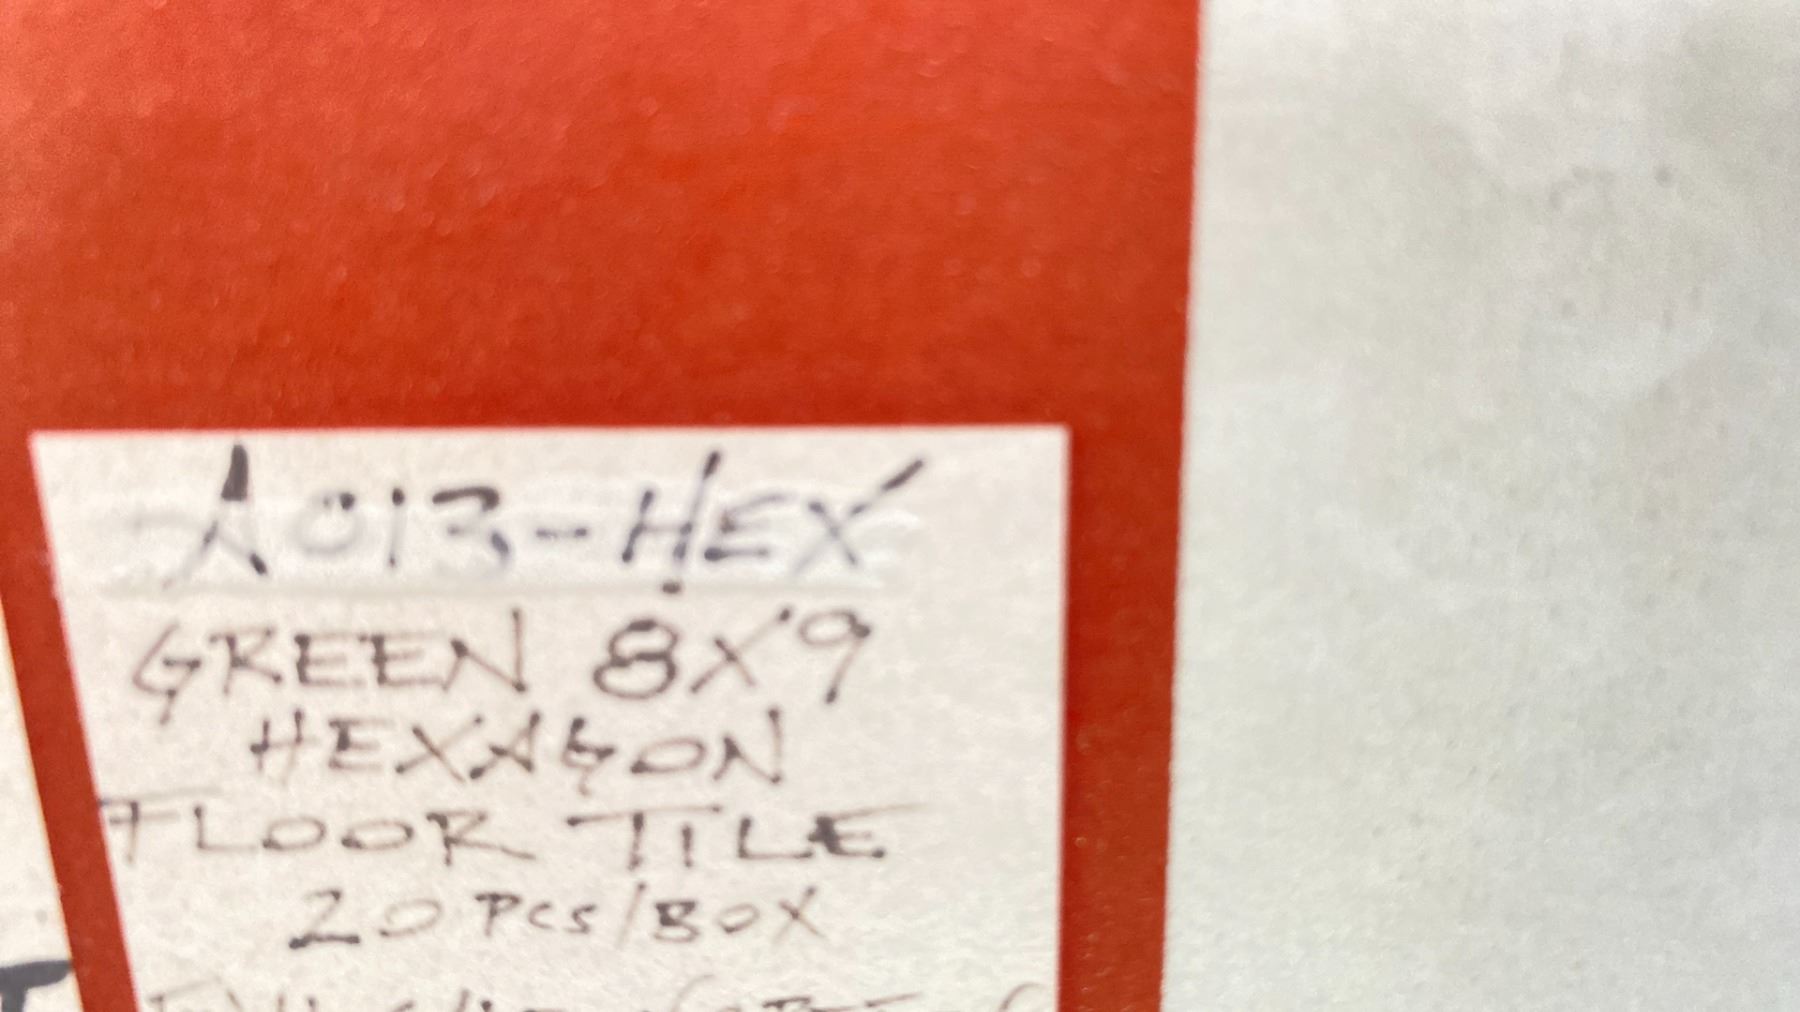 A013-HEX
GREEN 8X9
HEXAGON
FLOOR TILE
20 PCS/BOX